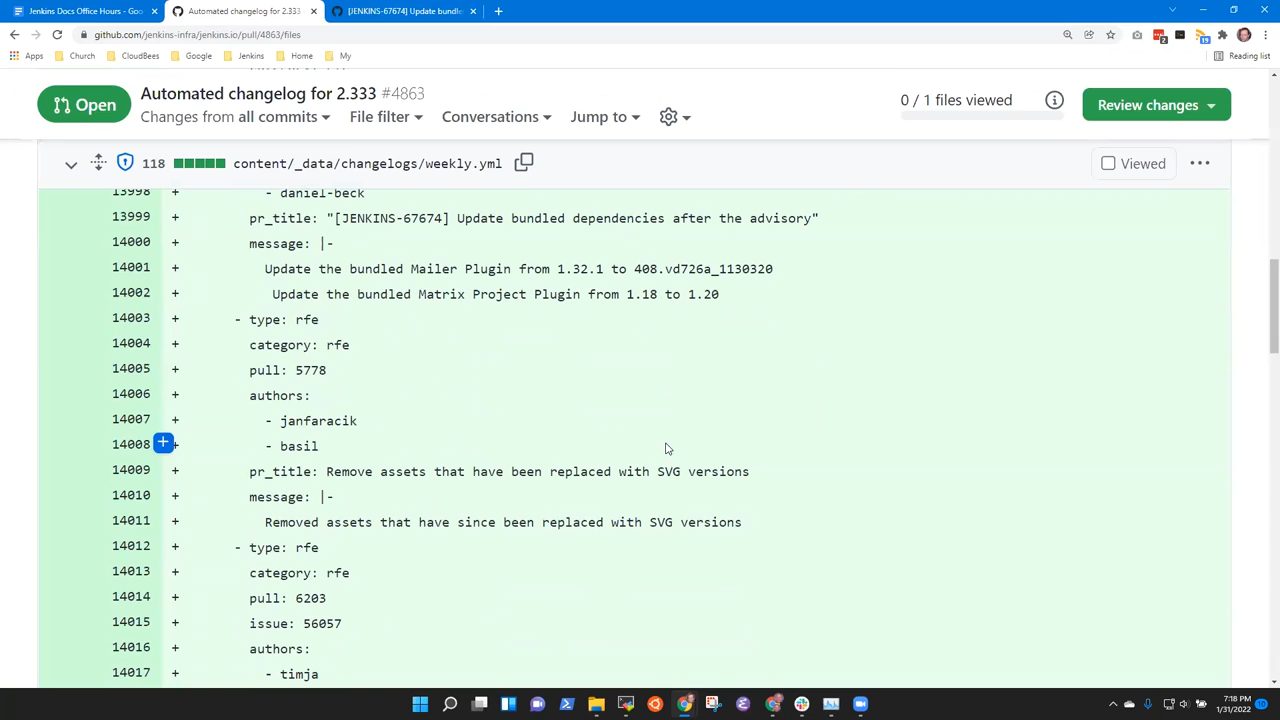 Jenkins Docs Office Hours - Goo
Automated changelog for 2.333
[JENKINS-67674] Update bundle
github.com/jenkins-infra/jenkins.io/pull/4863/files
Apps
Church
CloudBees
Google
Jenkins
Home
My
Reading list
Open
Automated changelog for 2.333 #4863
Changes from all commits
File filter
Conversations
Jump to
0 / 1 files viewed
Review changes
118
content/_data/changelogs/weekly.yml
Viewed
13998 + - daniel-beck
13999 + pr_title: "[JENKINS-67674] Update bundled dependencies after the advisory"
14000 + message: |-
14001 + Update the bundled Mailer Plugin from 1.32.1 to 408.vd726a_1130320
14002 + Update the bundled Matrix Project Plugin from 1.18 to 1.20
14003 + - type: rfe
14004 + category: rfe
14005 + pull: 5778
14006 + authors:
14007 + - janfaracik
14008 + - basil
14009 + pr_title: Remove assets that have been replaced with SVG versions
14010 + message: |-
14011 + Removed assets that have since been replaced with SVG versions
14012 + - type: rfe
14013 + category: rfe
14014 + pull: 6203
14015 + issue: 56057
14016 + authors:
14017 + - timja
7:18 PM
1/31/2022